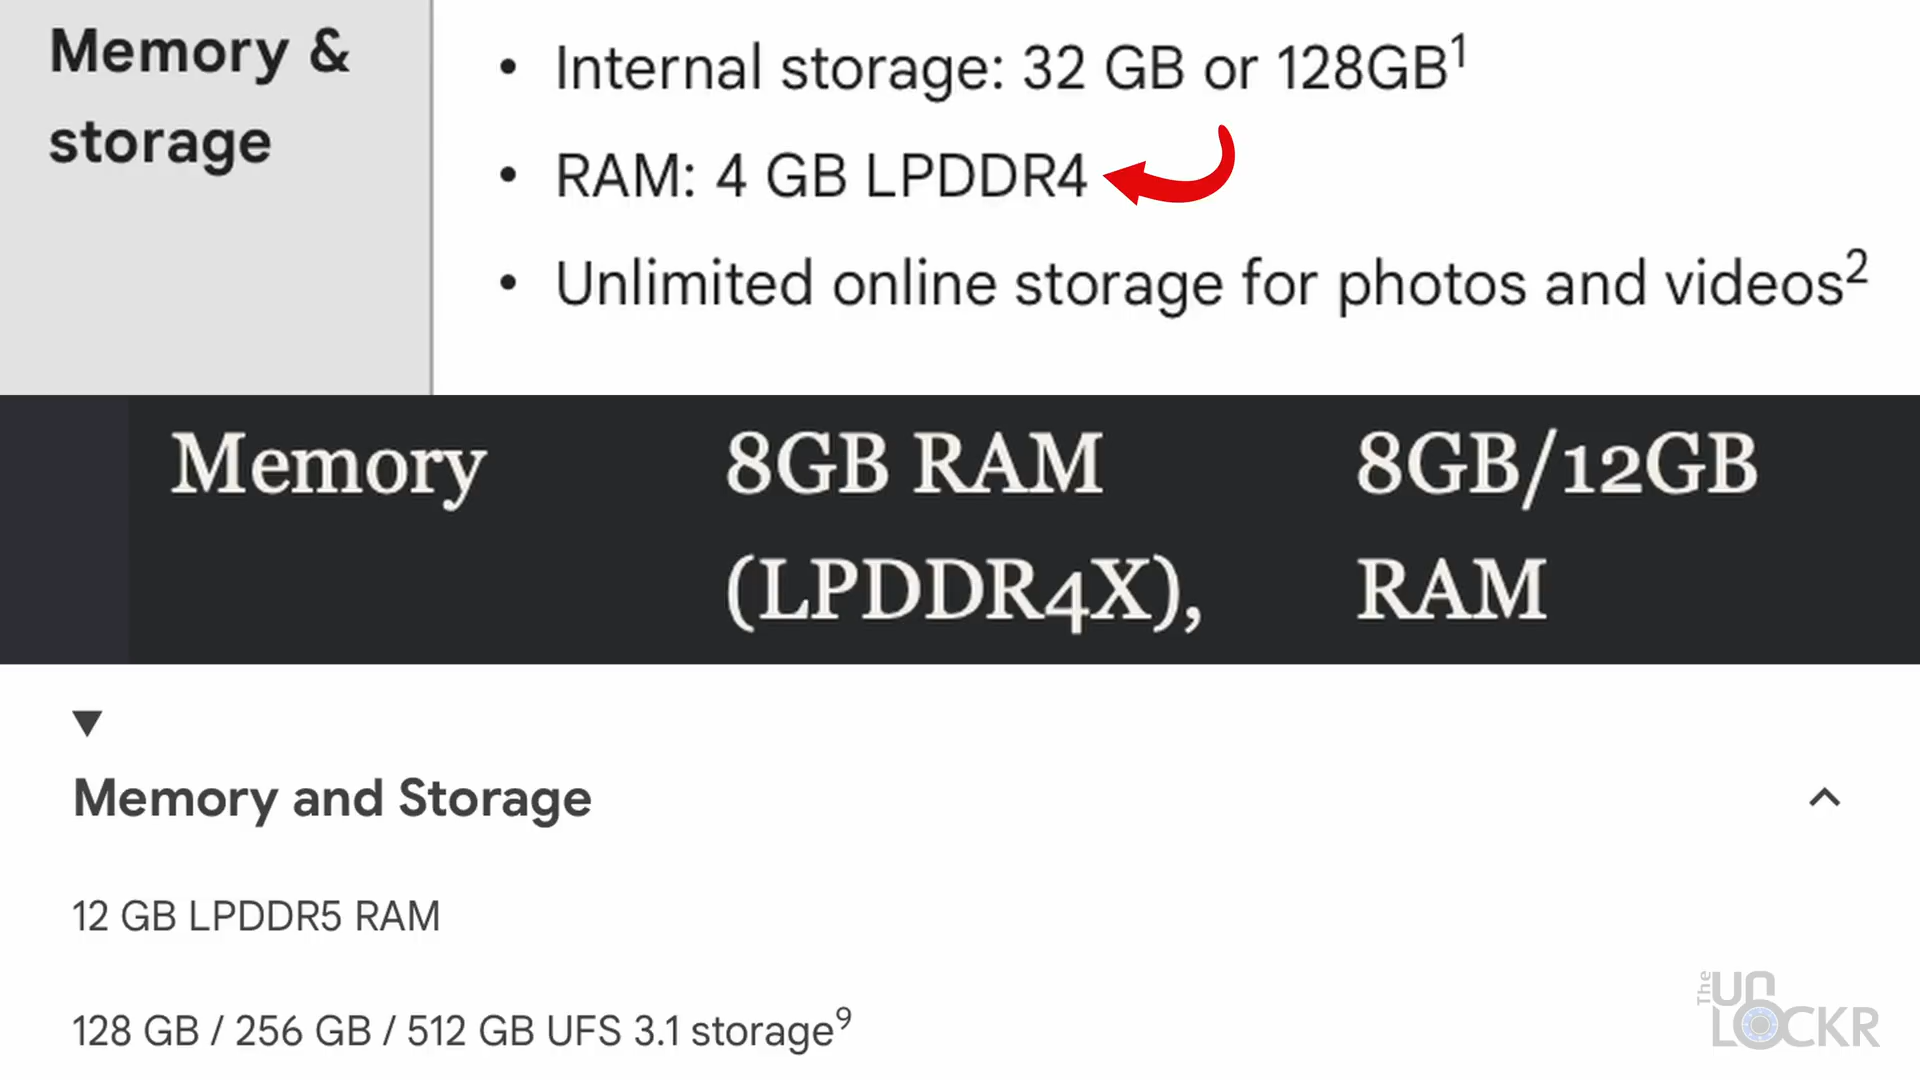 Memory &
storage
• Internal storage: 32 GB or 128GB¹
• RAM: 4 GB LPDDR4
• Unlimited online storage for photos and videos²
Memory 8GB RAM 8GB/12GB
(LPDDR4X), RAM
Memory and Storage
12 GB LPDDR5 RAM
128 GB / 256 GB / 512 GB UFS 3.1 storage⁹
The
UN
LOCKR